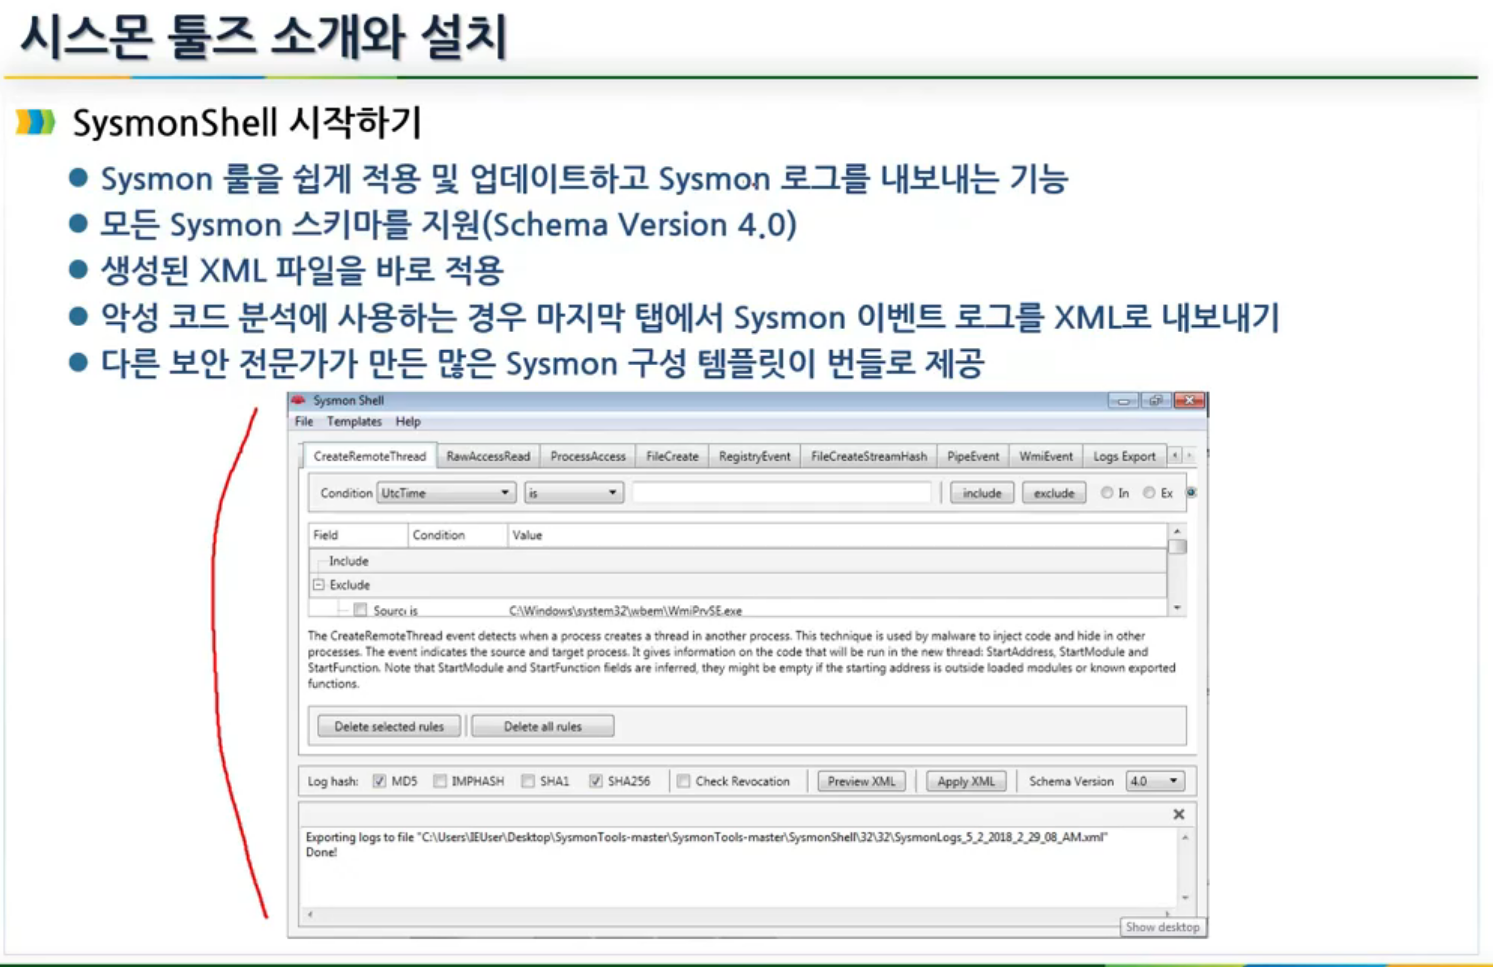 시스몬 툴즈 소개와 설치
SysmonShell 시작하기
Sysmon 룰을 쉽게 적용 및 업데이트하고 Sysmon 로그를 내보내는 기능
모든 Sysmon 스키마를 지원(Schema Version 4.0)
생성된 XML 파일을 바로 적용
악성 코드 분석에 사용하는 경우 마지막 탭에서 Sysmon 이벤트 로그를 XML로 내보내기
다른 보안 전문가가 만든 많은 Sysmon 구성 템플릿이 번들로 제공
Sysmon Shell
File Templates Help
CreateRemoteThread RawAccessRead ProcessAccess FileCreate RegistryEvent FileCreateStreamHash PipeEvent WmiEvent Logs Export
Condition UtcTime is include exclude In Ex
Field Condition Value
Include
Exclude
Sourc is C:\Windows\system32\wbem\WmiPrvSE.exe
The CreateRemoteThread event detects when a process creates a thread in another process. This technique is used by malware to inject code and hide in other
processes. The event indicates the source and target process. It gives information on the code that will be run in the new thread: StartAddress, StartModule and
StartFunction. Note that StartModule and StartFunction fields are inferred, they might be empty if the starting address is outside loaded modules or known exported
functions.
Delete selected rules Delete all rules
Log hash: MD5 IMPHASH SHA1 SHA256 Check Revocation Preview XML Apply XML Schema Version 4.0
Exporting logs to file "C:\Users\IEUser\Desktop\SysmonTools-master\SysmonTools-master\SysmonShell\32\32\SysmonLogs_5_2_2018_2_29_08_AM.xml"
Done!
Show desktop